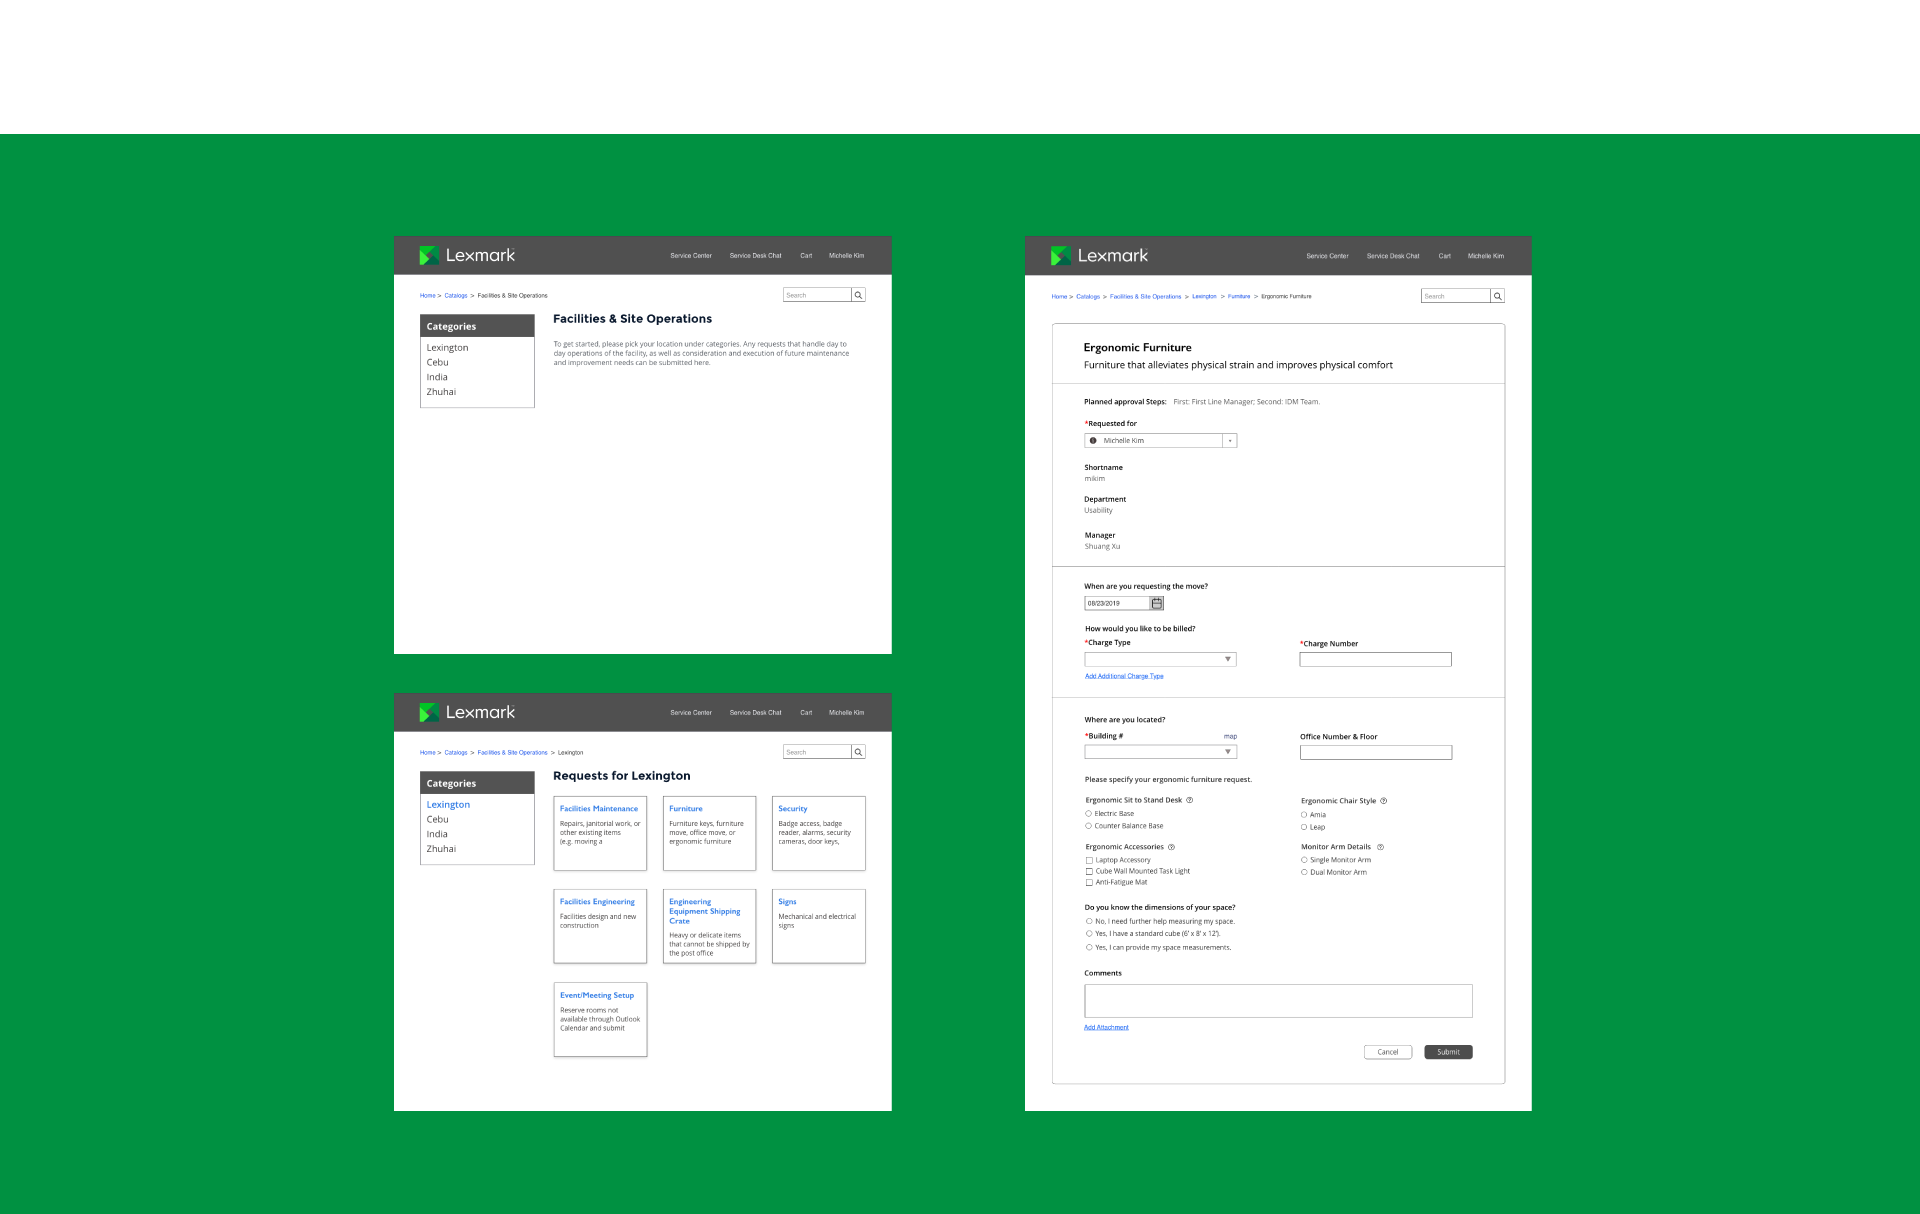 Lexmark
Service Center Service Desk Chat Cart Michelle Kim
Home > Catalogs > Facilities & Site Operations
Search
Categories
Lexington
Cebu
India
Zhuhai
Facilities & Site Operations
To get started, please pick your location under categories. Any requests that handle day to
day operations of the facility, as well as consideration and execution of future maintenance
and improvement needs can be submitted here.
Lexmark
Service Center Service Desk Chat Cart Michelle Kim
Home > Catalogs > Facilities & Site Operations > Lexington
Search
Categories
Lexington
Cebu
India
Zhuhai
Requests for Lexington
Facilities Maintenance
Repairs, janitorial work, or
other existing items
(e.g. moving a
Furniture
Furniture keys, furniture
move, office move, or
ergonomic furniture
Security
Badge access, badge
reader, alarms, security
cameras, door keys,
Facilities Engineering
Facilities design and new
construction
Engineering
Equipment Shipping
Crate
Heavy or delicate items
that cannot be shipped by
the post office
Signs
Mechanical and electrical
signs
Event/Meeting Setup
Reserve rooms not
available through Outlook
Calendar and submit
Lexmark
Service Center Service Desk Chat Cart Michelle Kim
Home > Catalogs > Facilities & Site Operations > Lexington > Furniture > Ergonomic Furniture
Search
Ergonomic Furniture
Furniture that alleviates physical strain and improves physical comfort
Planned approval Steps: First: First Line Manager; Second: IDM Team.
*Requested for
Michelle Kim
Shortname
mikim
Department
Usability
Manager
Shuang Xu
When are you requesting the move?
08/23/2019
How would you like to be billed?
*Charge Type
*Charge Number
Add Additional Charge Type
Where are you located?
*Building # map
Office Number & Floor
Please specify your ergonomic furniture request.
Ergonomic Sit to Stand Desk ?
Electric Base
Counter Balance Base
Ergonomic Chair Style ?
Amia
Leap
Ergonomic Accessories ?
Laptop Accessory
Cube Wall Mounted Task Light
Anti-Fatigue Mat
Monitor Arm Details ?
Single Monitor Arm
Dual Monitor Arm
Do you know the dimensions of your space?
No, I need further help measuring my space.
Yes, I have a standard cube (6' x 8' x 12').
Yes, I can provide my space measurements.
Comments
Add Attachment
Cancel Submit